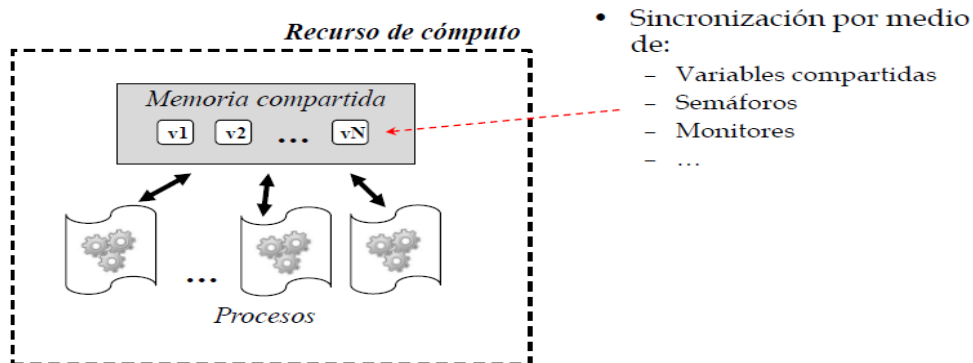 Recurso de cómputo
Memoria compartida
v1 v2 ... vN
...
Procesos
• Sincronización por medio
de:
– Variables compartidas
– Semáforos
– Monitores
– ...